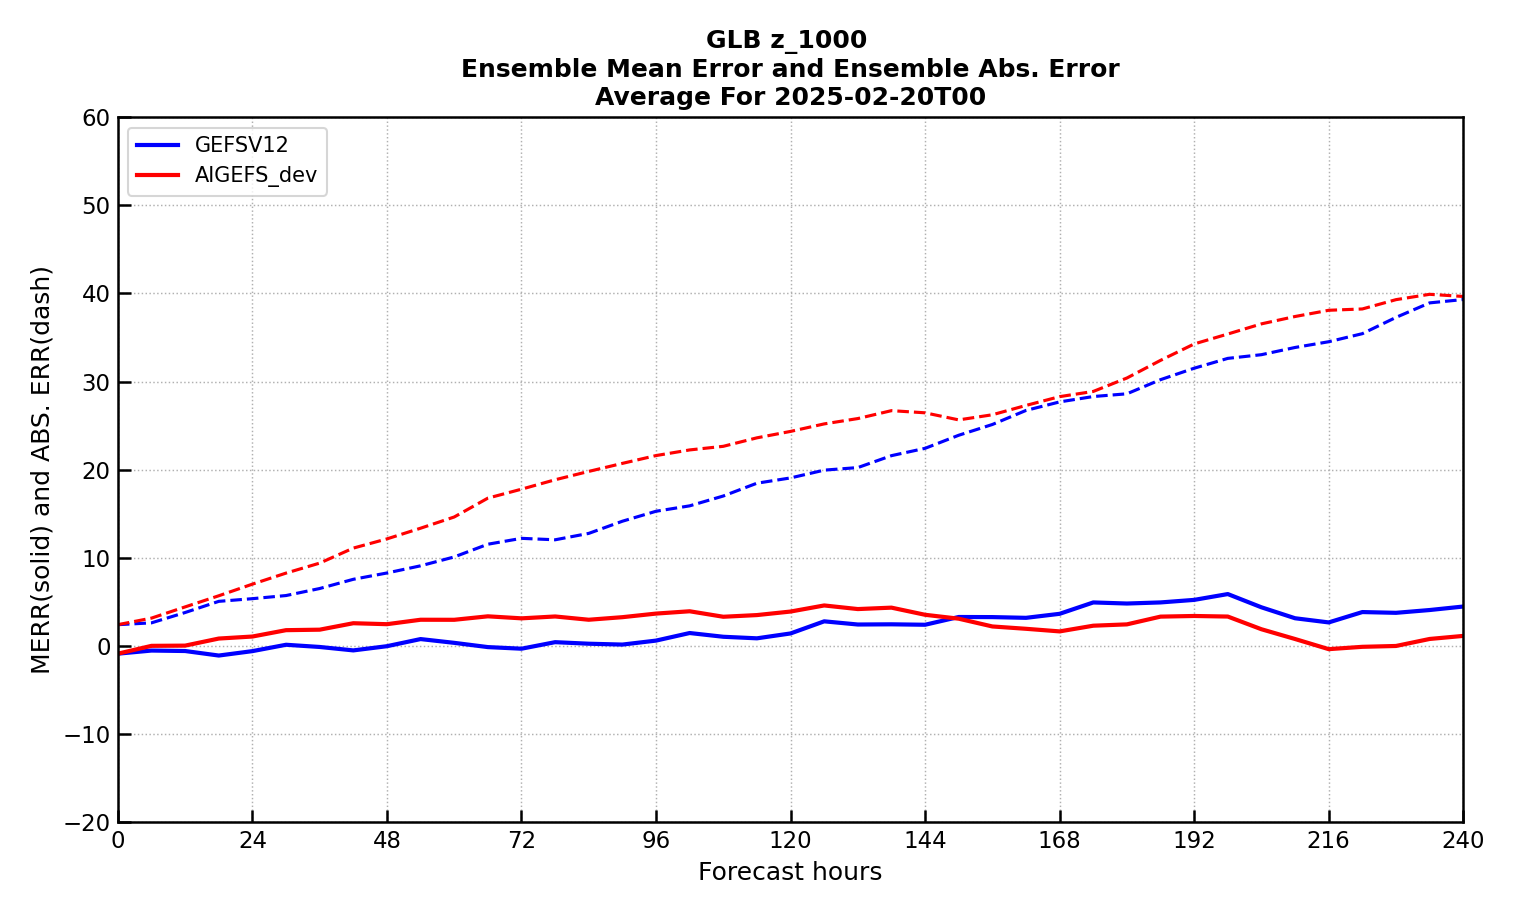 GLB z_1000
Ensemble Mean Error and Ensemble Abs. Error
Average For 2025-02-20T00
GEFSV12
AIGEFS_dev
MERR(solid) and ABS. ERR(dash)
60
50
40
30
20
10
0
−10
−20
0 24 48 72 96 120 144 168 192 216 240
Forecast hours